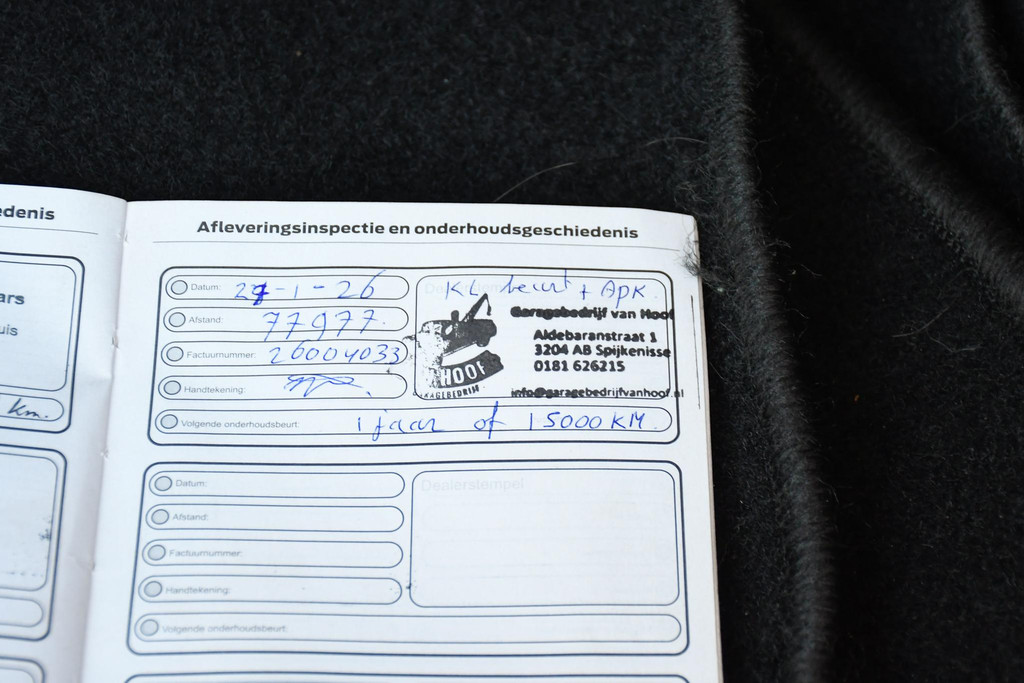 edenis
ars
uis
km.
Afleveringsinspectie en onderhoudsgeschiedenis
Datum: 27-1-26
Afstand: 77977
Factuurnummer: 26004033
Handtekening:
Volgende onderhoudsbeurt: 1 jaar of 15000 KM.
KL beurt + APK.
Garagebedrijf van Hoof
Aldebaranstraat 1
3204 AB Spijkenisse
0181 626215
info@garagebedrijfvanhoof.nl
HOOF
GARAGEBEDRIJF
Datum:
Afstand:
Factuurnummer:
Handtekening:
Volgende onderhoudsbeurt:
Dealerstempel